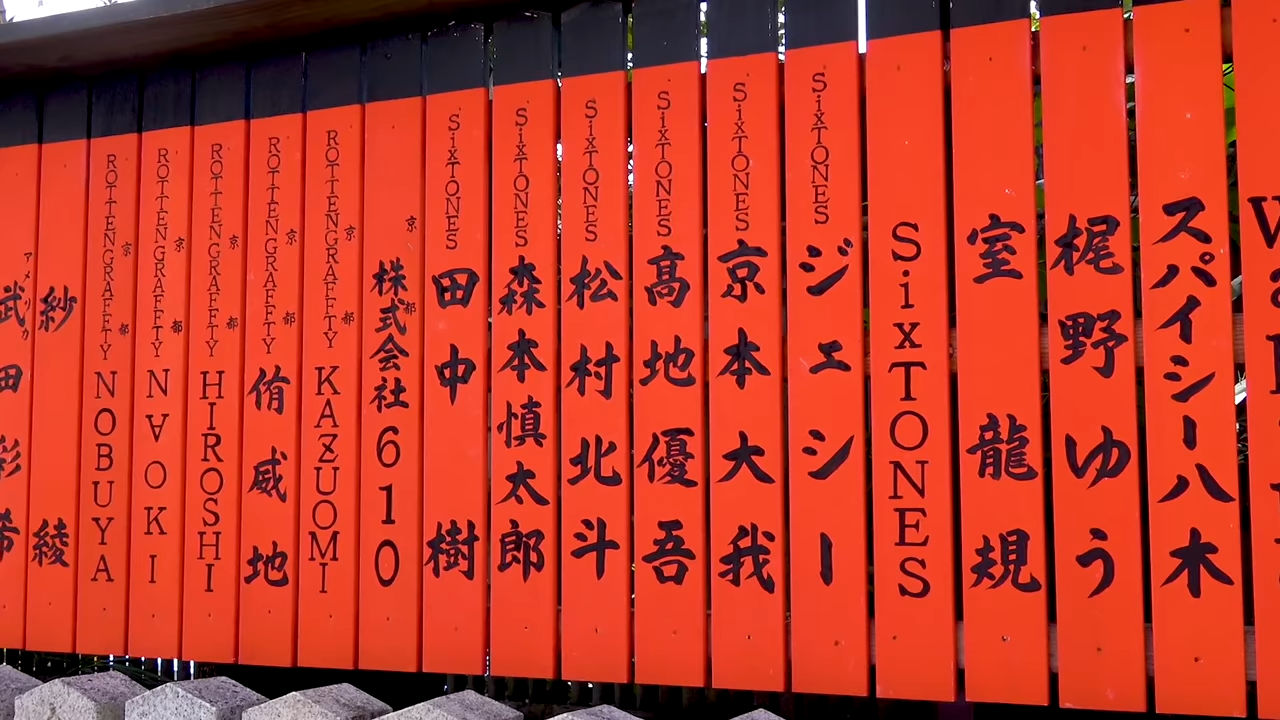 スパイシー八木
梶野ゆう
室龍規
SixTONES
SixTONES ジェシー
SixTONES 京本大我
SixTONES 髙地優吾
SixTONES 松村北斗
SixTONES 森本慎太郎
SixTONES 田中樹
京都 株式会社610
京都 ROTTENGRAFFTY KAZUOMI
京都 ROTTENGRAFFTY 侑威地
京都 ROTTENGRAFFTY HIROSHI
京都 ROTTENGRAFFTY N∀OKI
京都 ROTTENGRAFFTY NOBUYA
紗綾